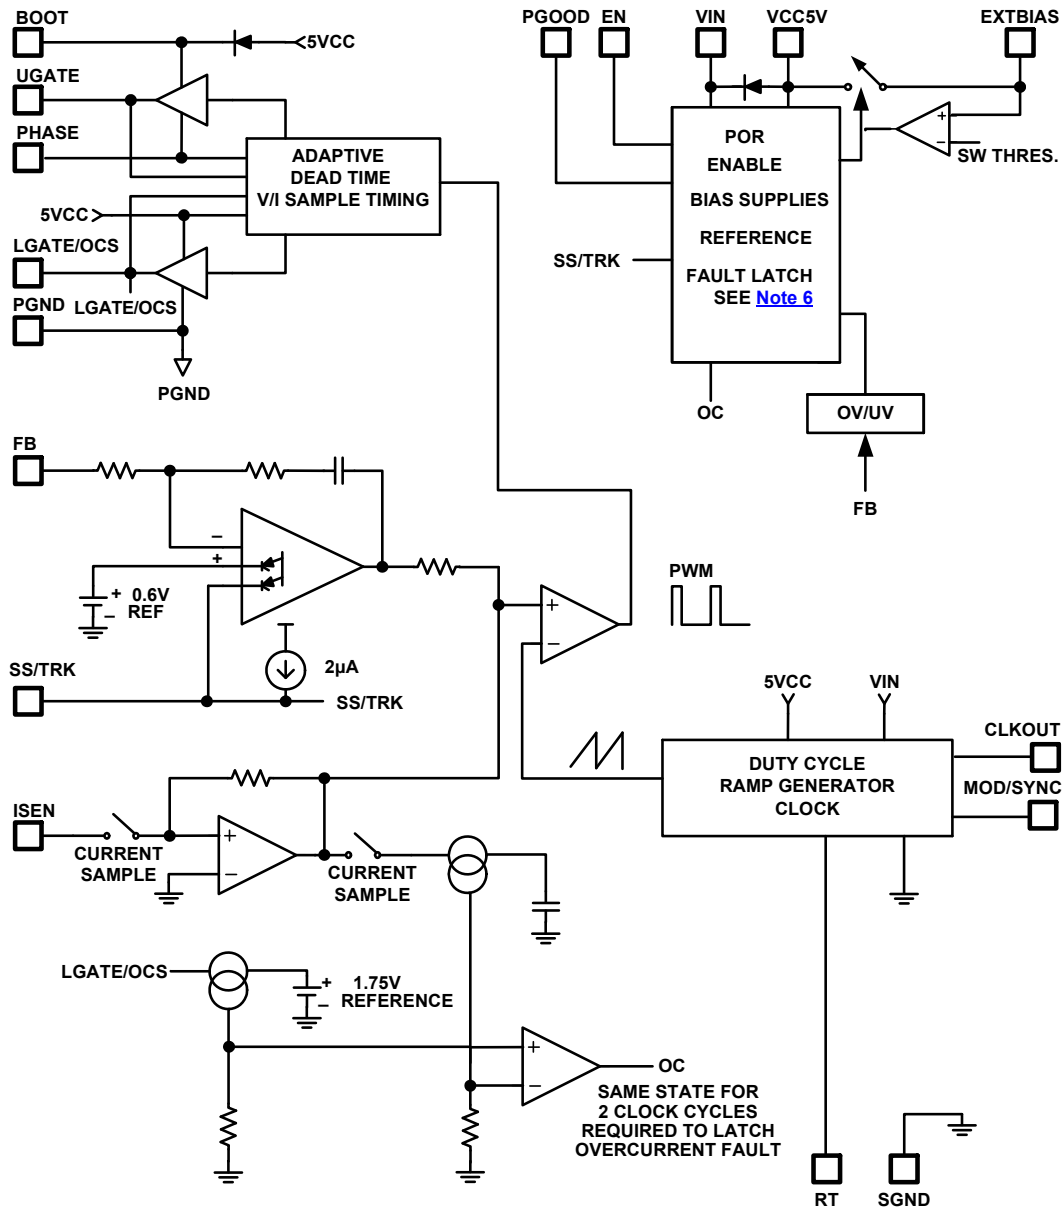 BOOT
5VCC
UGATE
PHASE
ADAPTIVE
DEAD TIME
V/I SAMPLE TIMING
5VCC
LGATE/OCS
LGATE/OCS
PGND
PGND
PGOOD
EN
VIN
VCC5V
EXTBIAS
POR
ENABLE
BIAS SUPPLIES
REFERENCE
FAULT LATCH
SEE Note 6
+
–
SW THRES.
SS/TRK
OC
OV/UV
FB
FB
–
+
+ 0.6V
– REF
SS/TRK
2µA
SS/TRK
+
–
PWM
5VCC
VIN
DUTY CYCLE
RAMP GENERATOR
CLOCK
CLKOUT
MOD/SYNC
ISEN
CURRENT
SAMPLE
+
–
CURRENT
SAMPLE
LGATE/OCS
+ 1.75V
– REFERENCE
+
–
OC
SAME STATE FOR
2 CLOCK CYCLES
REQUIRED TO LATCH
OVERCURRENT FAULT
RT
SGND